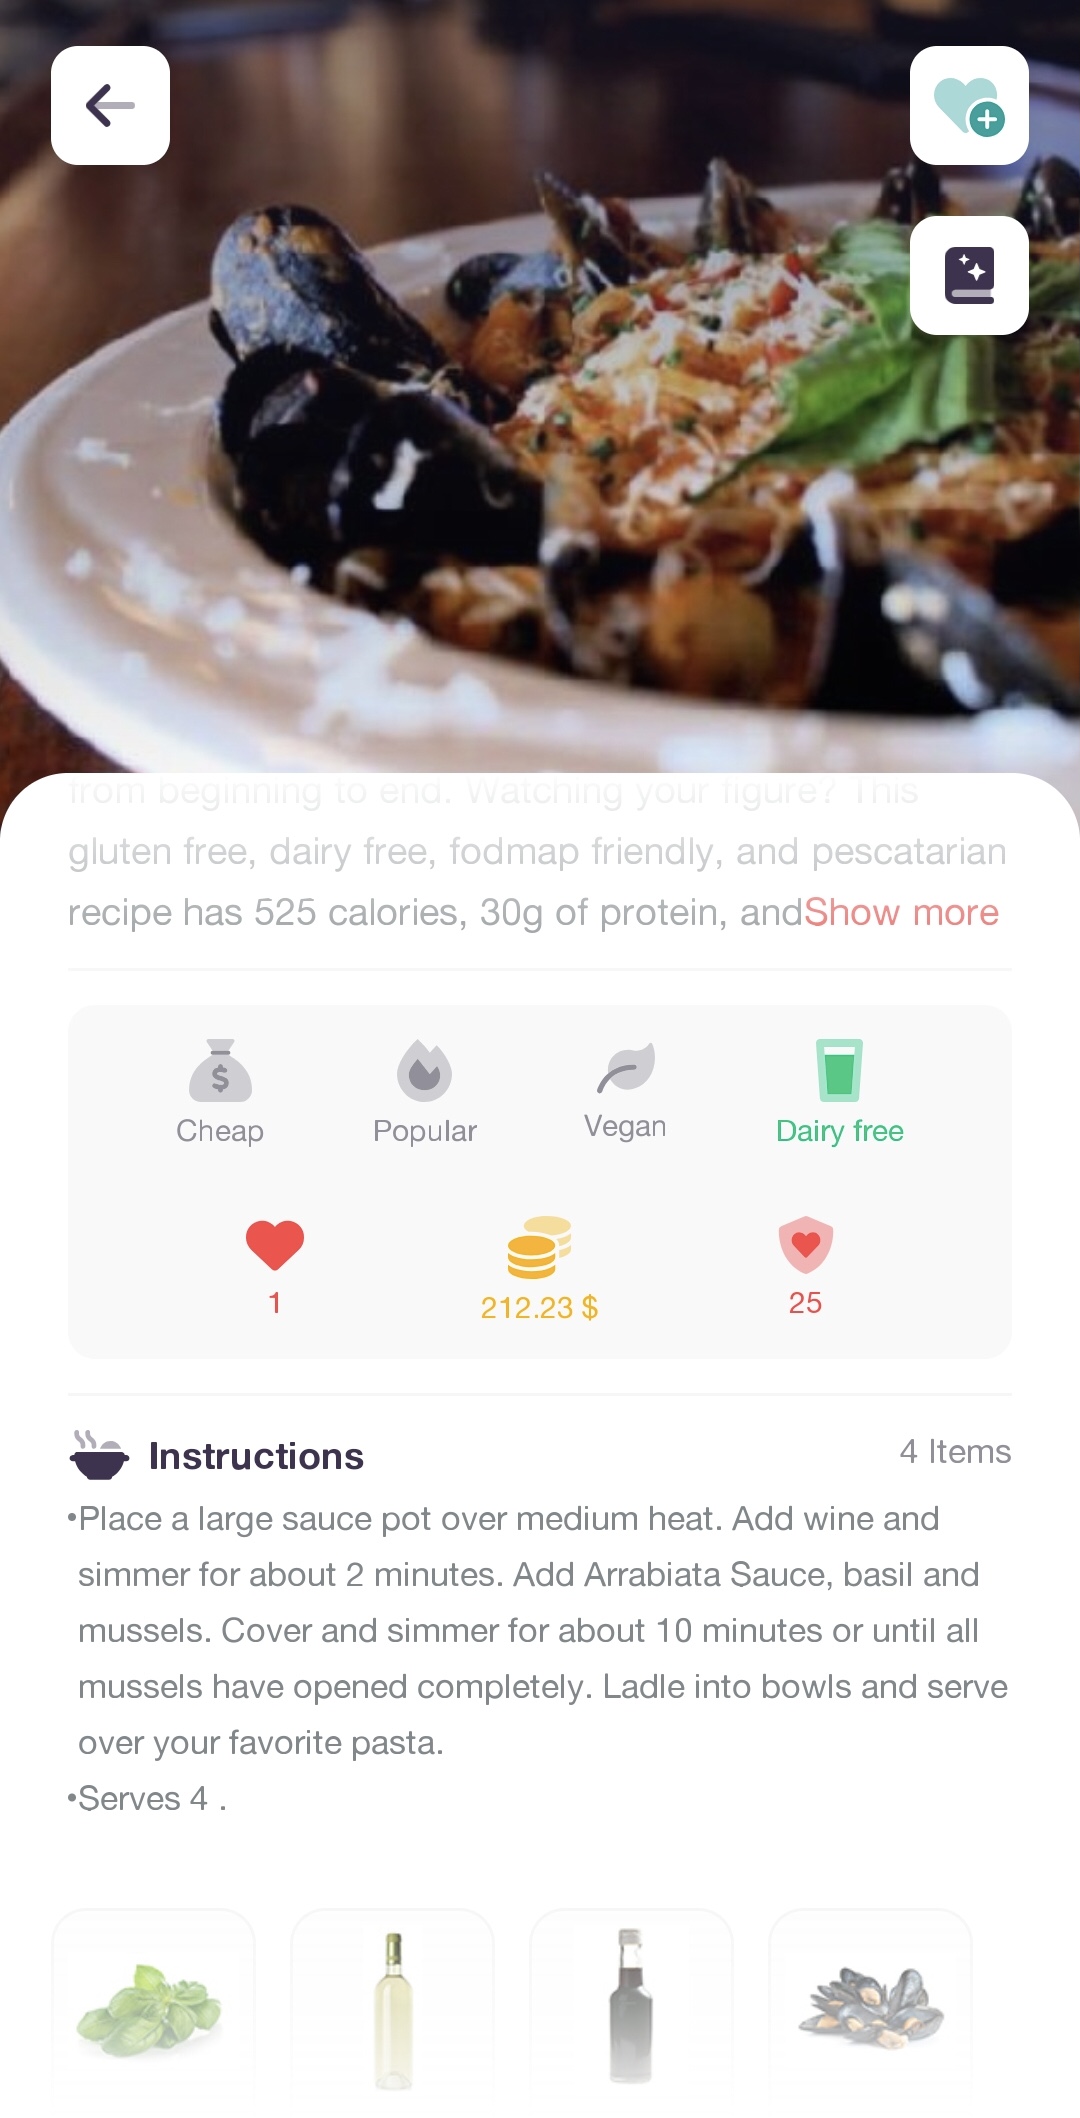 from beginning to end. Watching your figure? This
gluten free, dairy free, fodmap friendly, and pescatarian
recipe has 525 calories, 30g of protein, andShow more
$
Cheap
Popular
Vegan
Dairy free
1
212.23 $
25
Instructions
4 Items
•Place a large sauce pot over medium heat. Add wine and
simmer for about 2 minutes. Add Arrabiata Sauce, basil and
mussels. Cover and simmer for about 10 minutes or until all
mussels have opened completely. Ladle into bowls and serve
over your favorite pasta.
•Serves 4 .